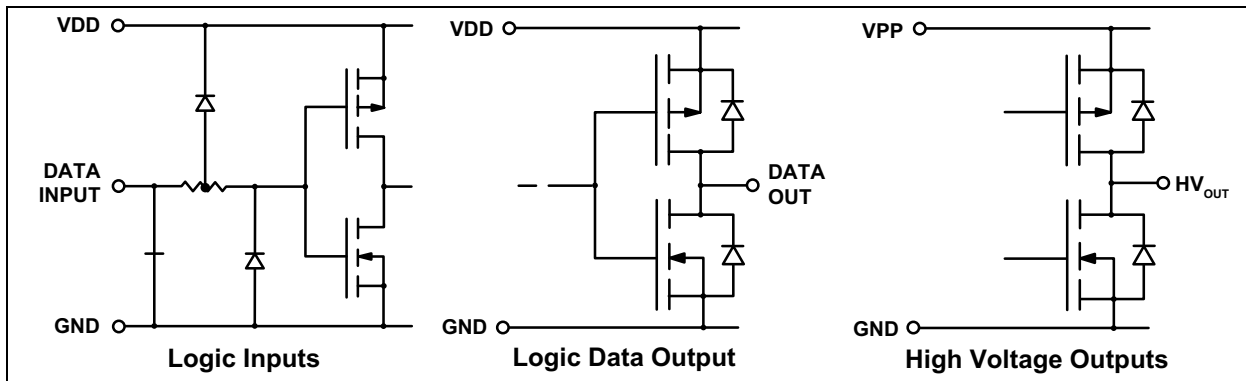 VDD
DATA
INPUT
GND
Logic Inputs
VDD
DATA
OUT
GND
Logic Data Output
VPP
HVOUT
GND
High Voltage Outputs